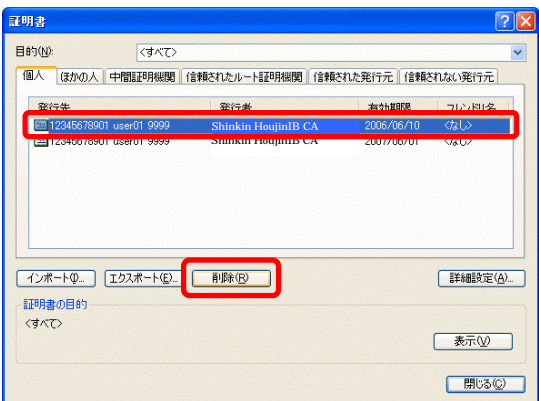 証明書
目的(N): <すべて>
個人 ほかの人 中間証明機関 信頼されたルート証明機関 信頼された発行元 信頼されない発行元
発行先 発行者 有効期限 フレンドリ名
12345678901 user01 9999 Shinkin HoujinIB CA 2006/06/10 <なし>
12345678901 user01 9999 Shinkin HoujinIB CA 2007/06/01 <なし>
インポート(I)... エクスポート(E)... 削除(R) 詳細設定(A)...
証明書の目的
<すべて>
表示(V)
閉じる(C)